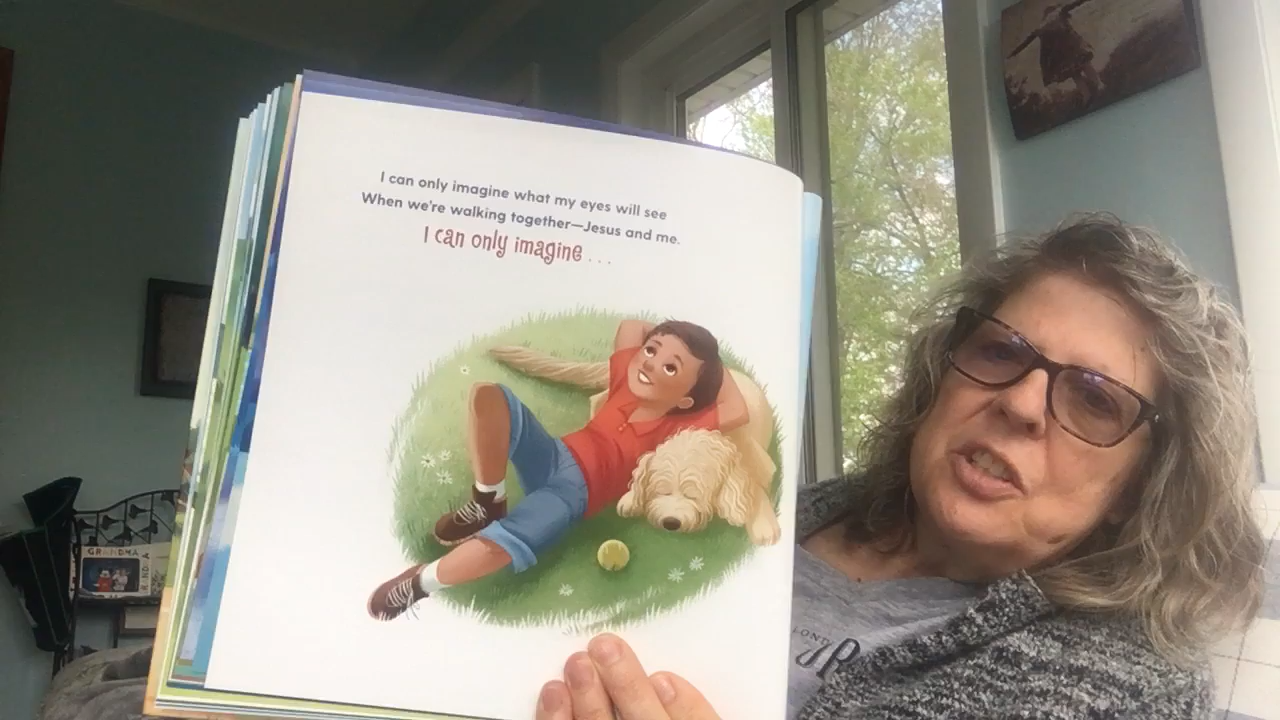 I can only imagine what my eyes will see
When we're walking together—Jesus and me.
I can only imagine . . .
GRANDMA